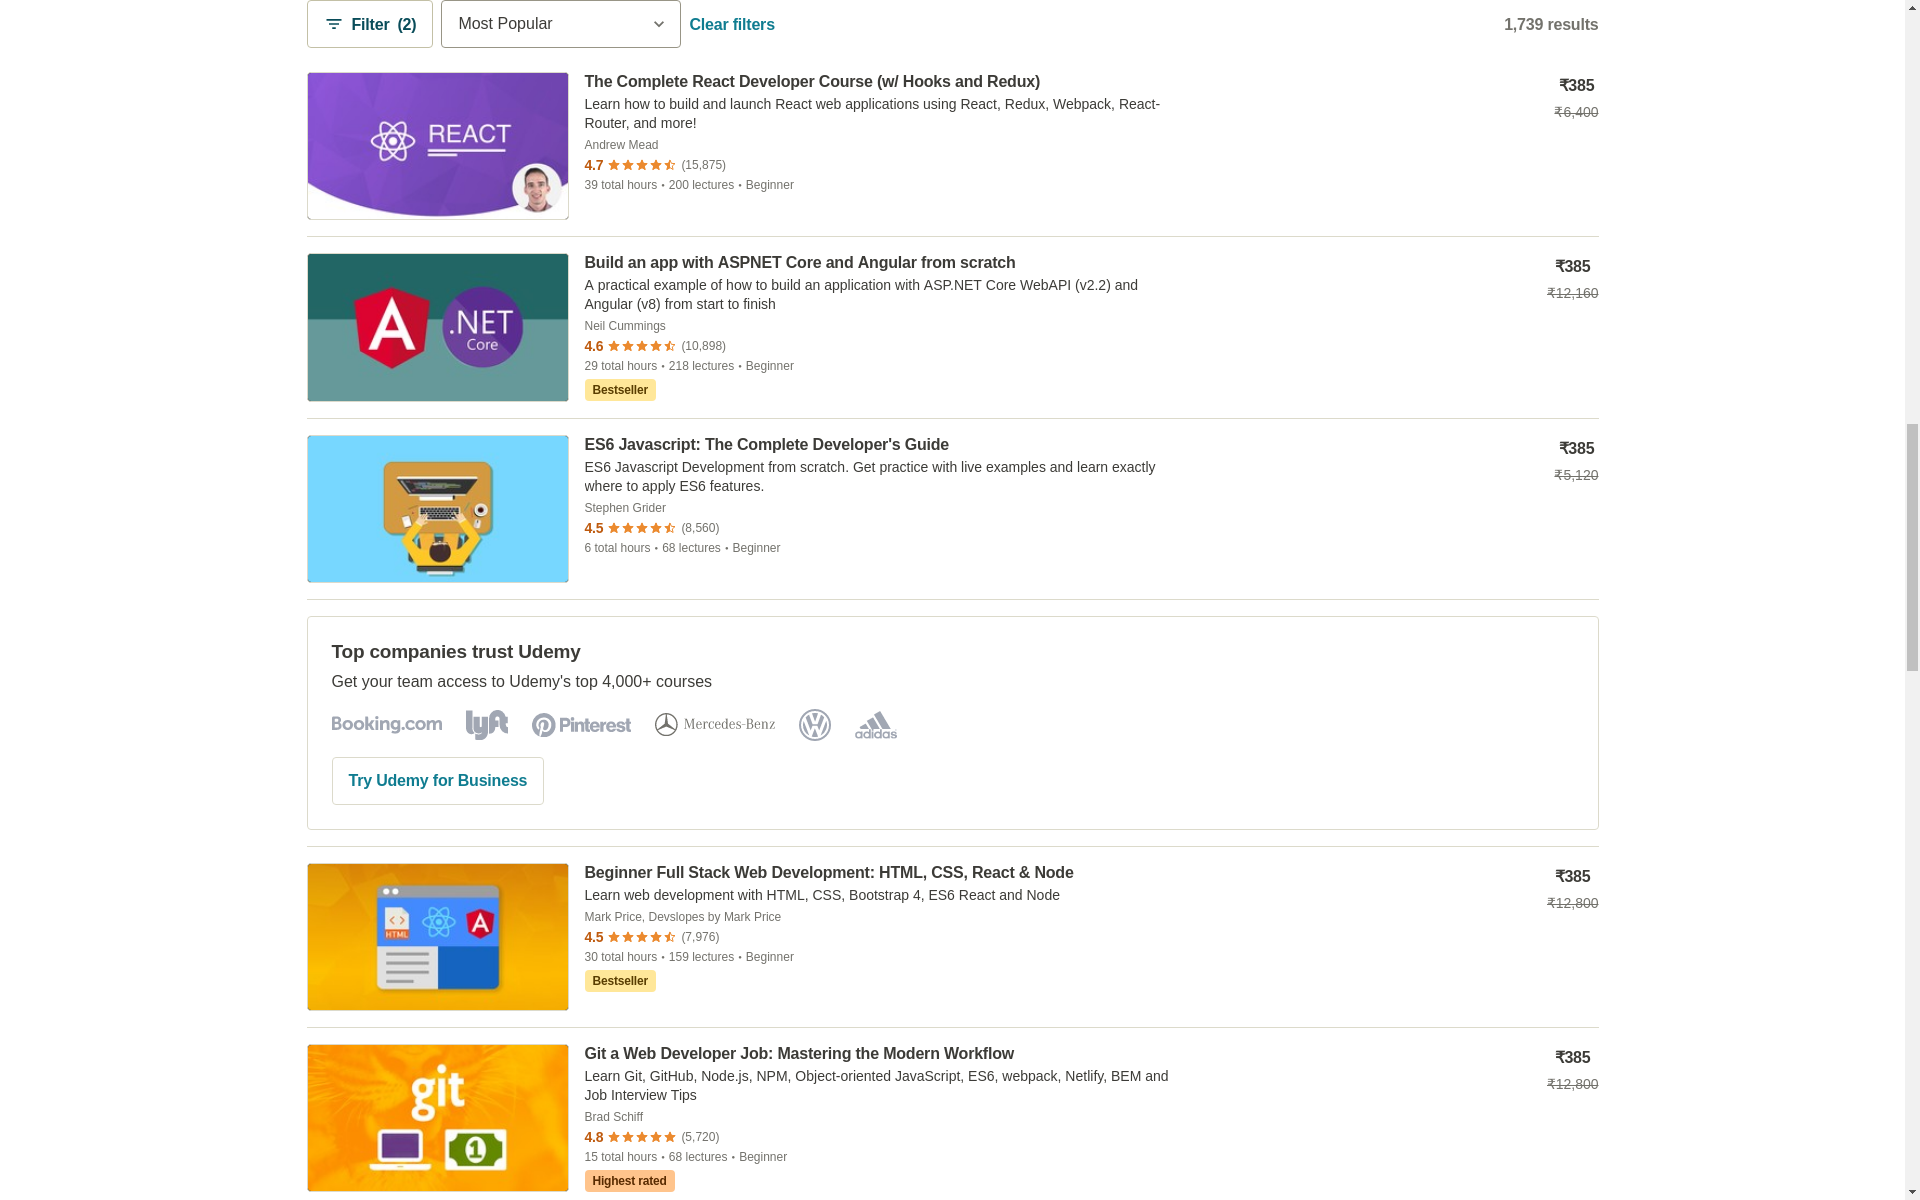 Filter (2)
Most Popular
Clear filters
1,739 results
REACT
The Complete React Developer Course (w/ Hooks and Redux)
Learn how to build and launch React web applications using React, Redux, Webpack, React-
Router, and more!
Andrew Mead
4.7 (15,875)
39 total hours • 200 lectures • Beginner
₹385
₹6,400
A
.NET
Core
Build an app with ASPNET Core and Angular from scratch
A practical example of how to build an application with ASP.NET Core WebAPI (v2.2) and
Angular (v8) from start to finish
Neil Cummings
4.6 (10,898)
29 total hours • 218 lectures • Beginner
Bestseller
₹385
₹12,160
ES6 Javascript: The Complete Developer's Guide
ES6 Javascript Development from scratch. Get practice with live examples and learn exactly
where to apply ES6 features.
Stephen Grider
4.5 (8,560)
6 total hours • 68 lectures • Beginner
₹385
₹5,120
Top companies trust Udemy
Get your team access to Udemy's top 4,000+ courses
Booking.com lyft Pinterest Mercedes-Benz VW adidas
Try Udemy for Business
HTML
A
Beginner Full Stack Web Development: HTML, CSS, React & Node
Learn web development with HTML, CSS, Bootstrap 4, ES6 React and Node
Mark Price, Devslopes by Mark Price
4.5 (7,976)
30 total hours • 159 lectures • Beginner
Bestseller
₹385
₹12,800
git
1
Git a Web Developer Job: Mastering the Modern Workflow
Learn Git, GitHub, Node.js, NPM, Object-oriented JavaScript, ES6, webpack, Netlify, BEM and
Job Interview Tips
Brad Schiff
4.8 (5,720)
15 total hours • 68 lectures • Beginner
Highest rated
₹385
₹12,800